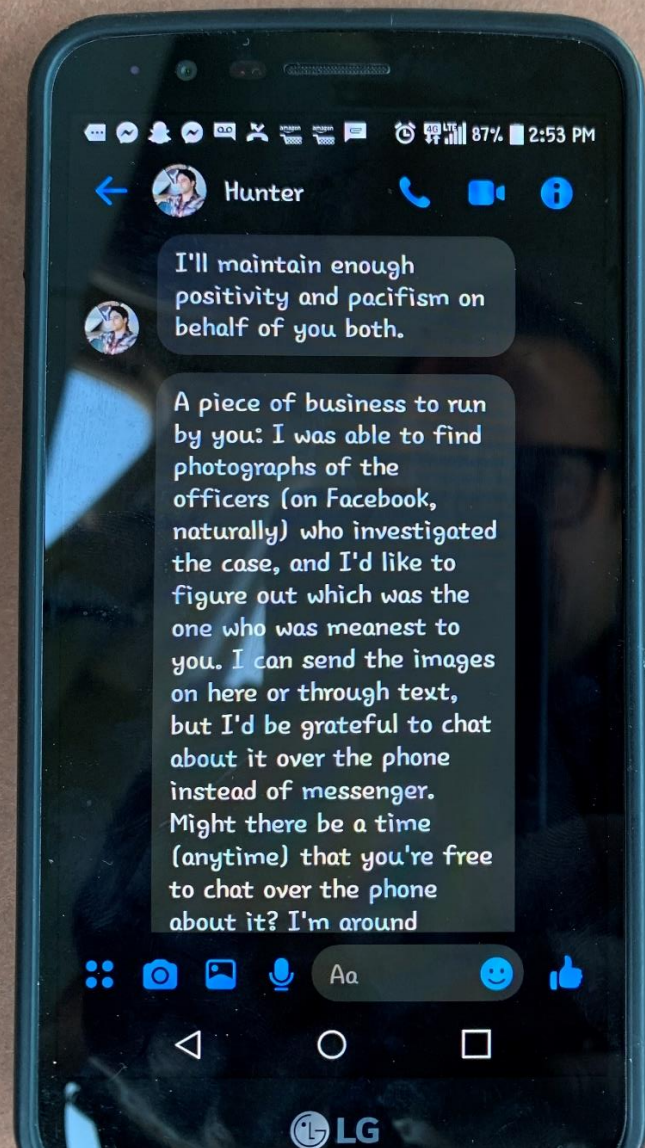 4G LTE 87% 2:53 PM
Hunter
I'll maintain enough
positivity and pacifism on
behalf of you both.
A piece of business to run
by you: I was able to find
photographs of the
officers (on Facebook,
naturally) who investigated
the case, and I'd like to
figure out which was the
one who was meanest to
you. I can send the images
on here or through text,
but I'd be grateful to chat
about it over the phone
instead of messenger.
Might there be a time
(anytime) that you're free
to chat over the phone
about it? I'm around
Aa
LG